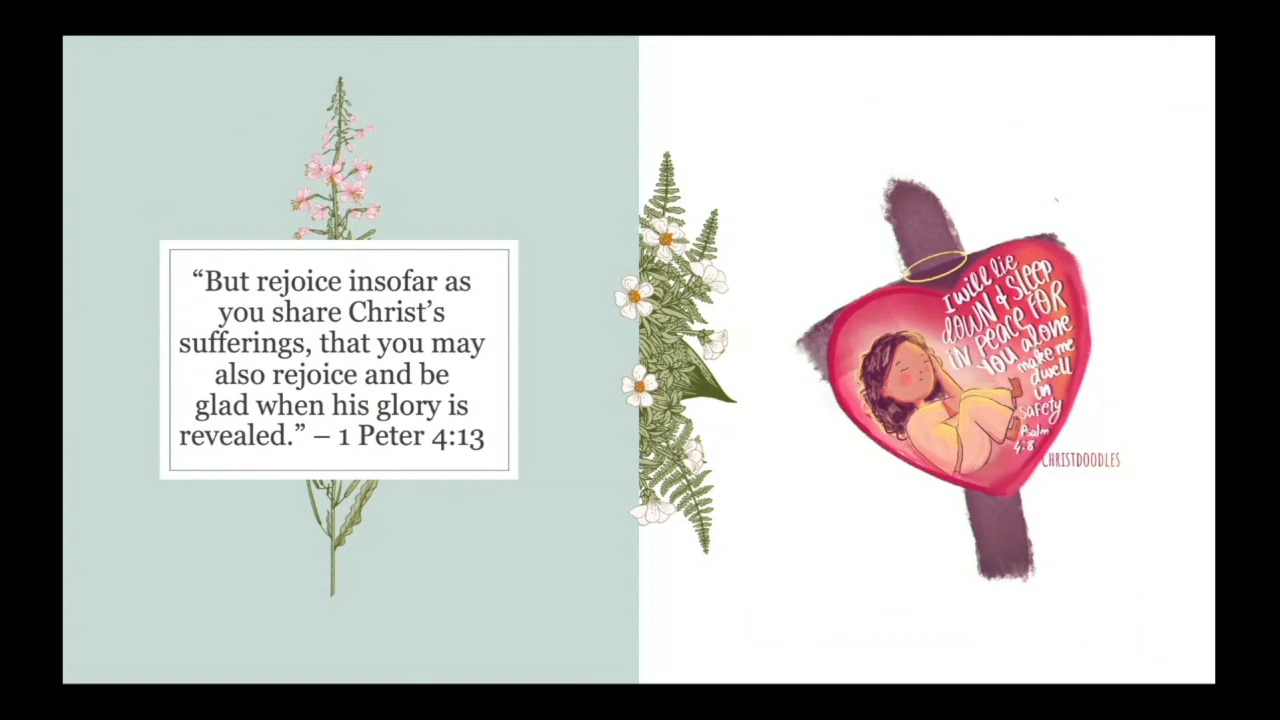 “But rejoice insofar as
you share Christ’s
sufferings, that you may
also rejoice and be
glad when his glory is
revealed.” – 1 Peter 4:13
I will lie
DOWN & SLEEP
IN PEACE FOR
YOU alone
make me
dwell
in
SAFETY
Psalm
4:8
CHRISTDOODLES